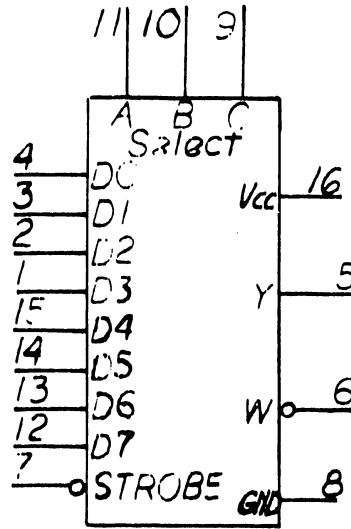 11 10 9
A B C
Select
4 D0
3 D1
Vcc 16
2 D2
1 D3
Y 5
15 D4
14 D5
13 D6
W 6
12 D7
7 STROBE
GND 8